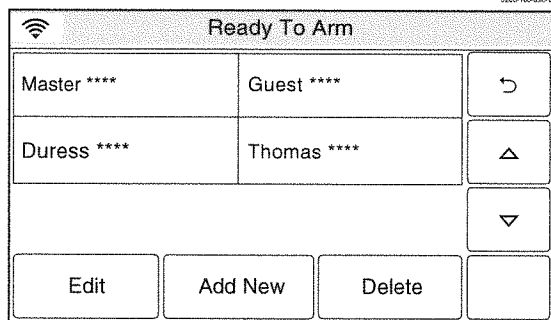 Ready To Arm
Master **** Guest ****
Duress **** Thomas ****
Edit Add New Delete